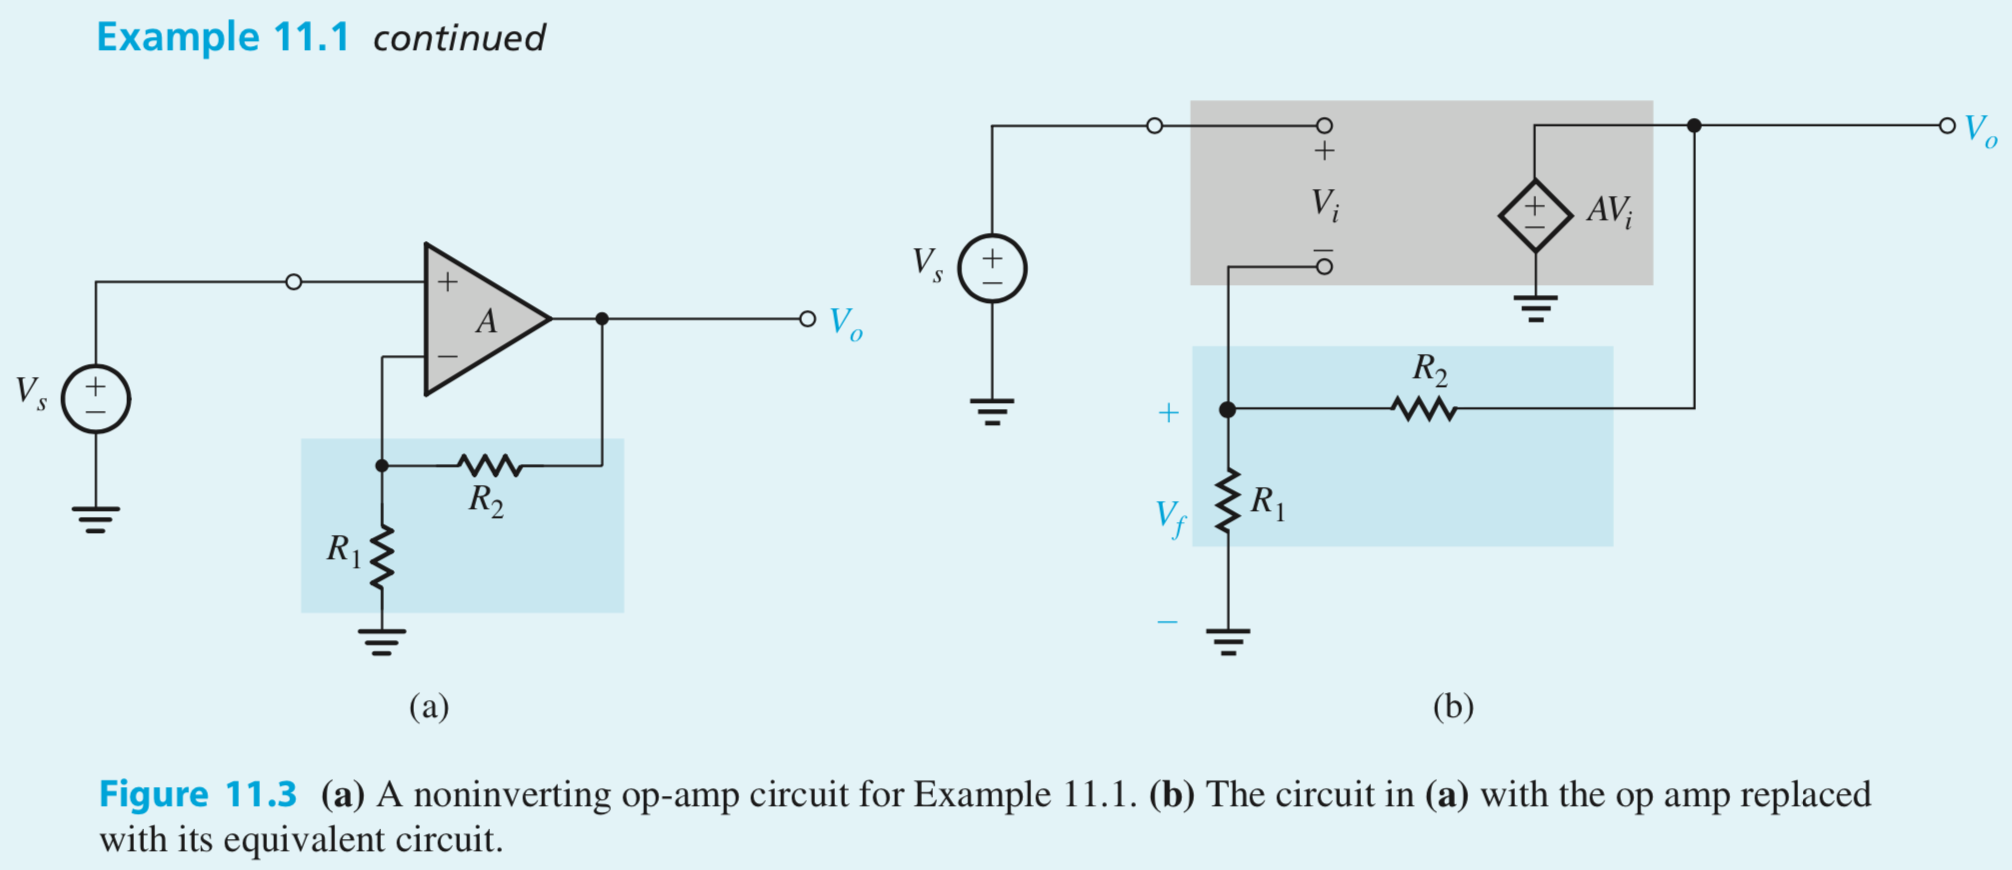 Example 11.1 continued
V_s
+
−
+
A
−
V_o
R_2
R_1
(a)
V_s
+
−
+
V_i
−
+
−
AV_i
V_o
R_2
+
V_f
−
R_1
(b)
Figure 11.3 (a) A noninverting op-amp circuit for Example 11.1. (b) The circuit in (a) with the op amp replaced
with its equivalent circuit.